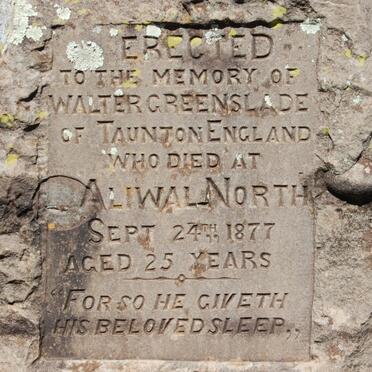 ERECTED
TO THE MEMORY OF
WALTER GREENSLADE
OF TAUNTON ENGLAND
WHO DIED AT
ALIWAL NORTH
SEPT 24TH 1877
AGED 25 YEARS
"FOR SO HE GIVETH
HIS BELOVED SLEEP,,